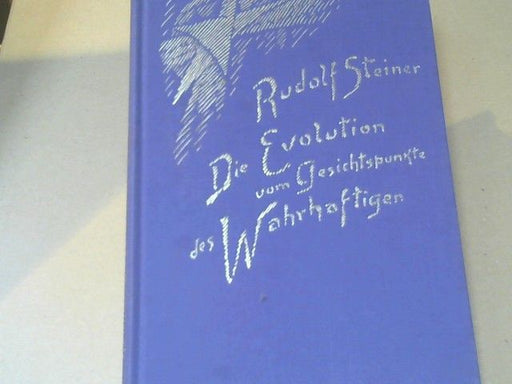 Rudolf Steiner
Die Evolution
vom Gesichtspunkte
des Wahrhaftigen